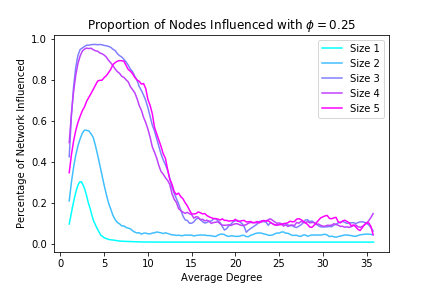 Proportion of Nodes Influenced with ϕ = 0.25
Percentage of Network Influenced
1.0
0.8
0.6
0.4
0.2
0.0
Size 1
Size 2
Size 3
Size 4
Size 5
0 5 10 15 20 25 30 35
Average Degree